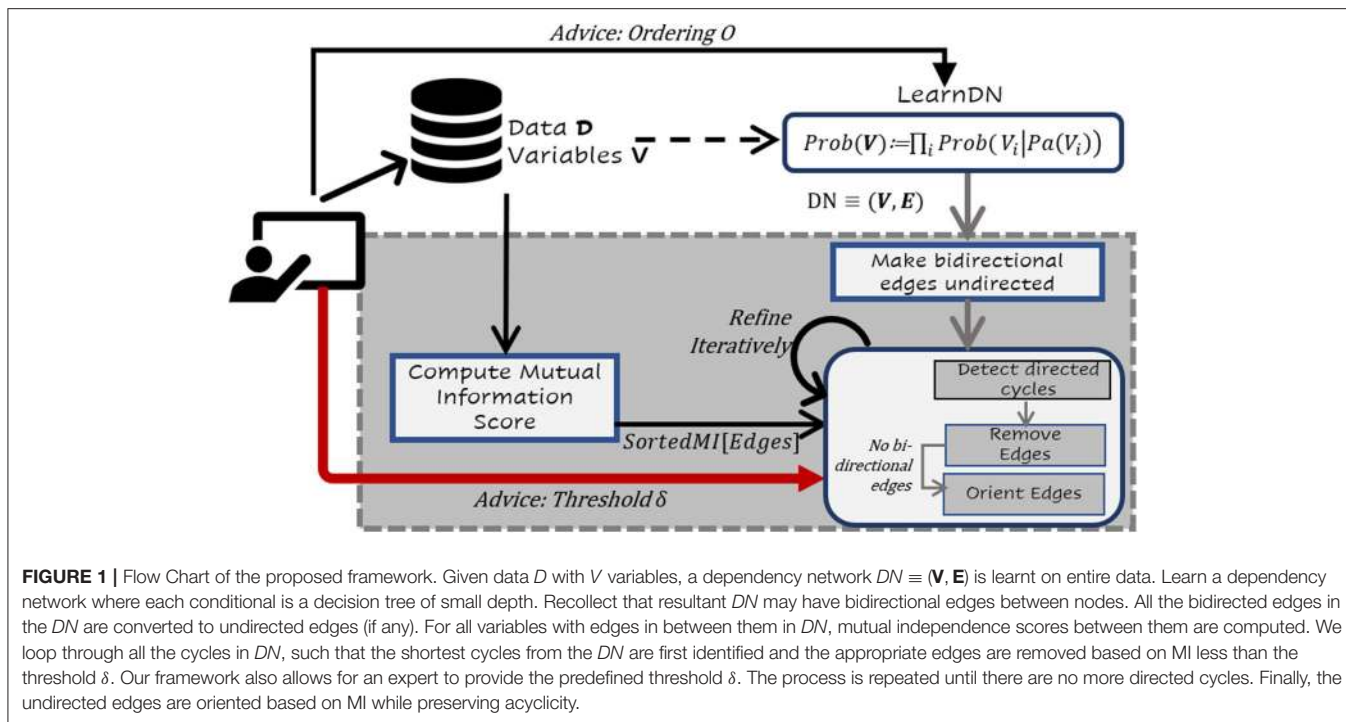 Advice: Ordering O
LearnDN
Data D
Variables V
Prob(V):=∏ᵢ Prob(Vᵢ|Pa(Vᵢ))
DN ≡ (V, E)
Make bidirectional
edges undirected
Refine
Iteratively
Compute Mutual
Information
Score
SortedMI[Edges]
Detect directed
cycles
Remove
Edges
No bi-
directional
edges
Orient Edges
Advice: Threshold δ
FIGURE 1 | Flow Chart of the proposed framework. Given data D with V variables, a dependency network DN ≡ (V, E) is learnt on entire data. Learn a dependency
network where each conditional is a decision tree of small depth. Recollect that resultant DN may have bidirectional edges between nodes. All the bidirected edges in
the DN are converted to undirected edges (if any). For all variables with edges in between them in DN, mutual independence scores between them are computed. We
loop through all the cycles in DN, such that the shortest cycles from the DN are first identified and the appropriate edges are removed based on MI less than the
threshold δ. Our framework also allows for an expert to provide the predefined threshold δ. The process is repeated until there are no more directed cycles. Finally, the
undirected edges are oriented based on MI while preserving acyclicity.